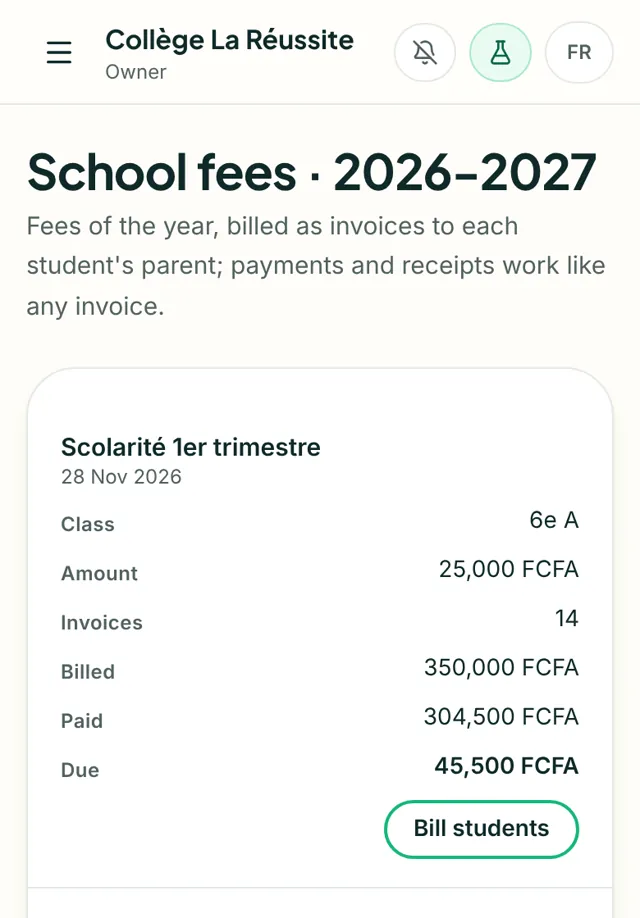 Collège La Réussite
Owner
FR
School fees · 2026–2027
Fees of the year, billed as invoices to each
student's parent; payments and receipts work like
any invoice.
Scolarité 1er trimestre
28 Nov 2026
Class 6e A
Amount 25,000 FCFA
Invoices 14
Billed 350,000 FCFA
Paid 304,500 FCFA
Due 45,500 FCFA
Bill students